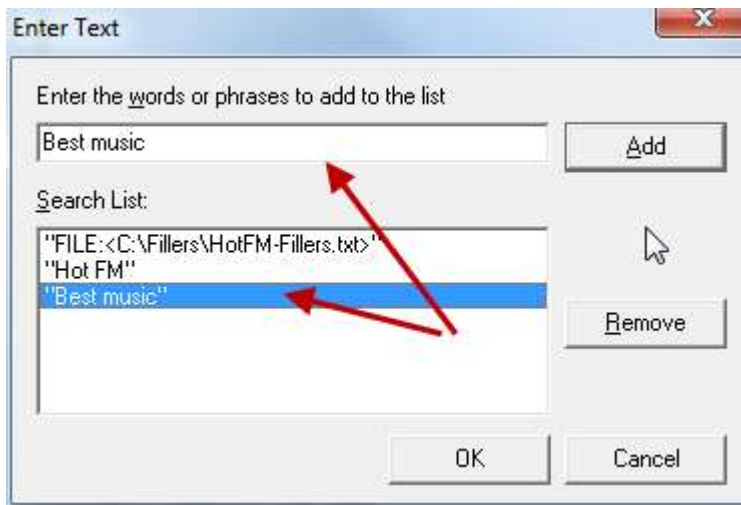 Enter Text
Enter the words or phrases to add to the list
Best music
Add
Search List:
"FILE:<C:\Fillers\HotFM-Fillers.txt>"
"Hot FM"
"Best music"
Remove
OK
Cancel